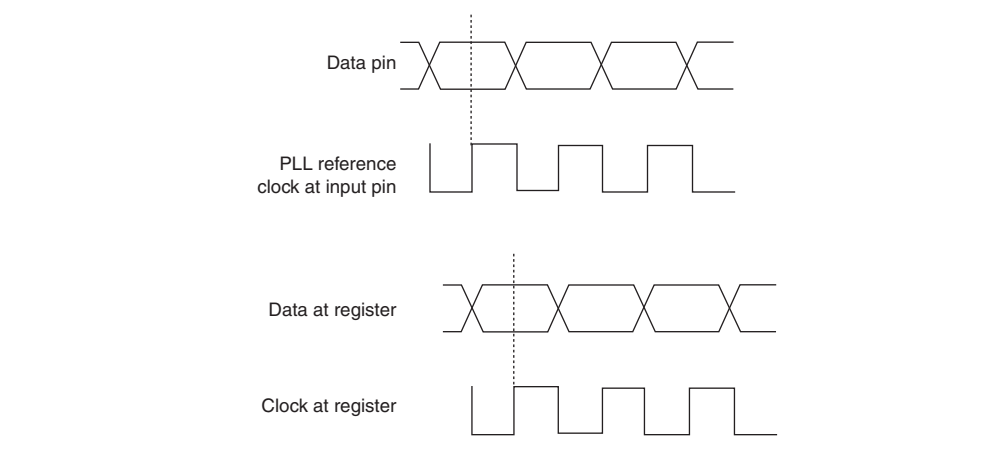 Data pin
PLL reference
clock at input pin
Data at register
Clock at register